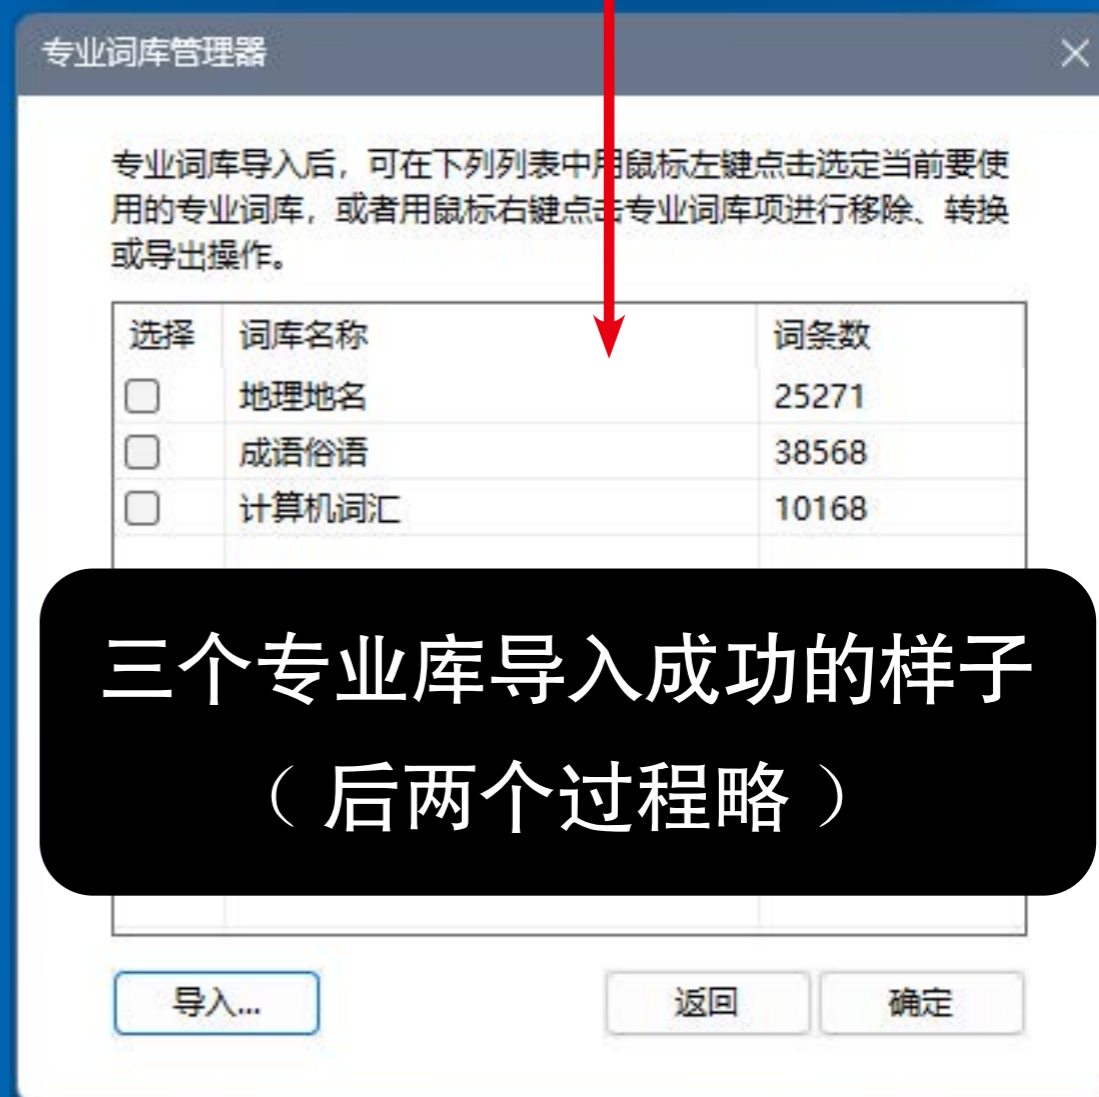 专业词库管理器
专业词库导入后，可在下列列表中用鼠标左键点击选定当前要使
用的专业词库，或者用鼠标右键点击专业词库项进行移除、转换
或导出操作。
选择 词库名称 词条数
地理地名 25271
成语俗语 38568
计算机词汇 10168
三个专业库导入成功的样子
（后两个过程略）
导入... 返回 确定